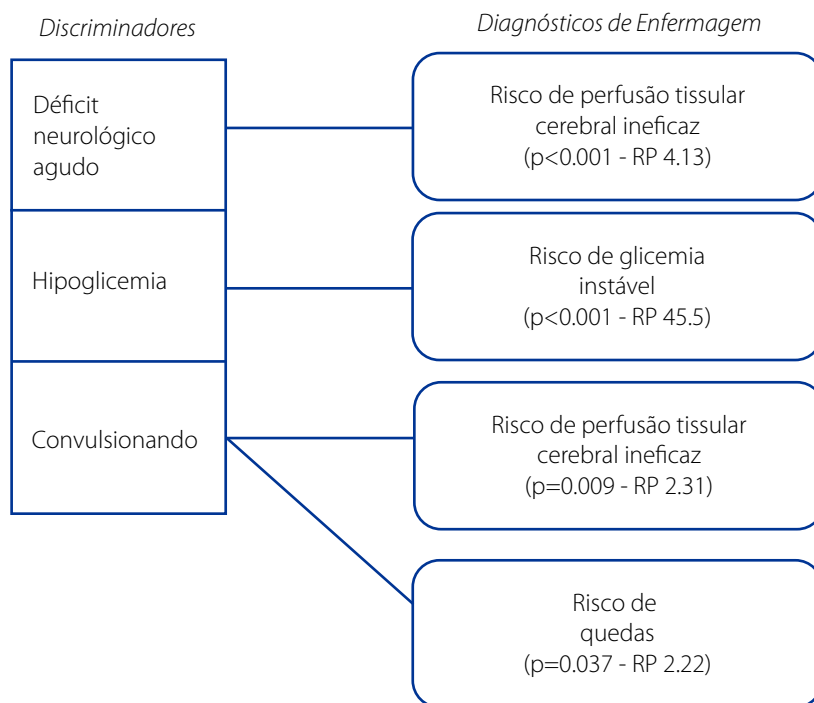 Discriminadores
Diagnósticos de Enfermagem
Déficit
neurológico
agudo
Risco de perfusão tissular
cerebral ineficaz
(p<0.001 - RP 4.13)
Hipoglicemia
Risco de glicemia
instável
(p<0.001 - RP 45.5)
Convulsionando
Risco de perfusão tissular
cerebral ineficaz
(p=0.009 - RP 2.31)
Risco de
quedas
(p=0.037 - RP 2.22)